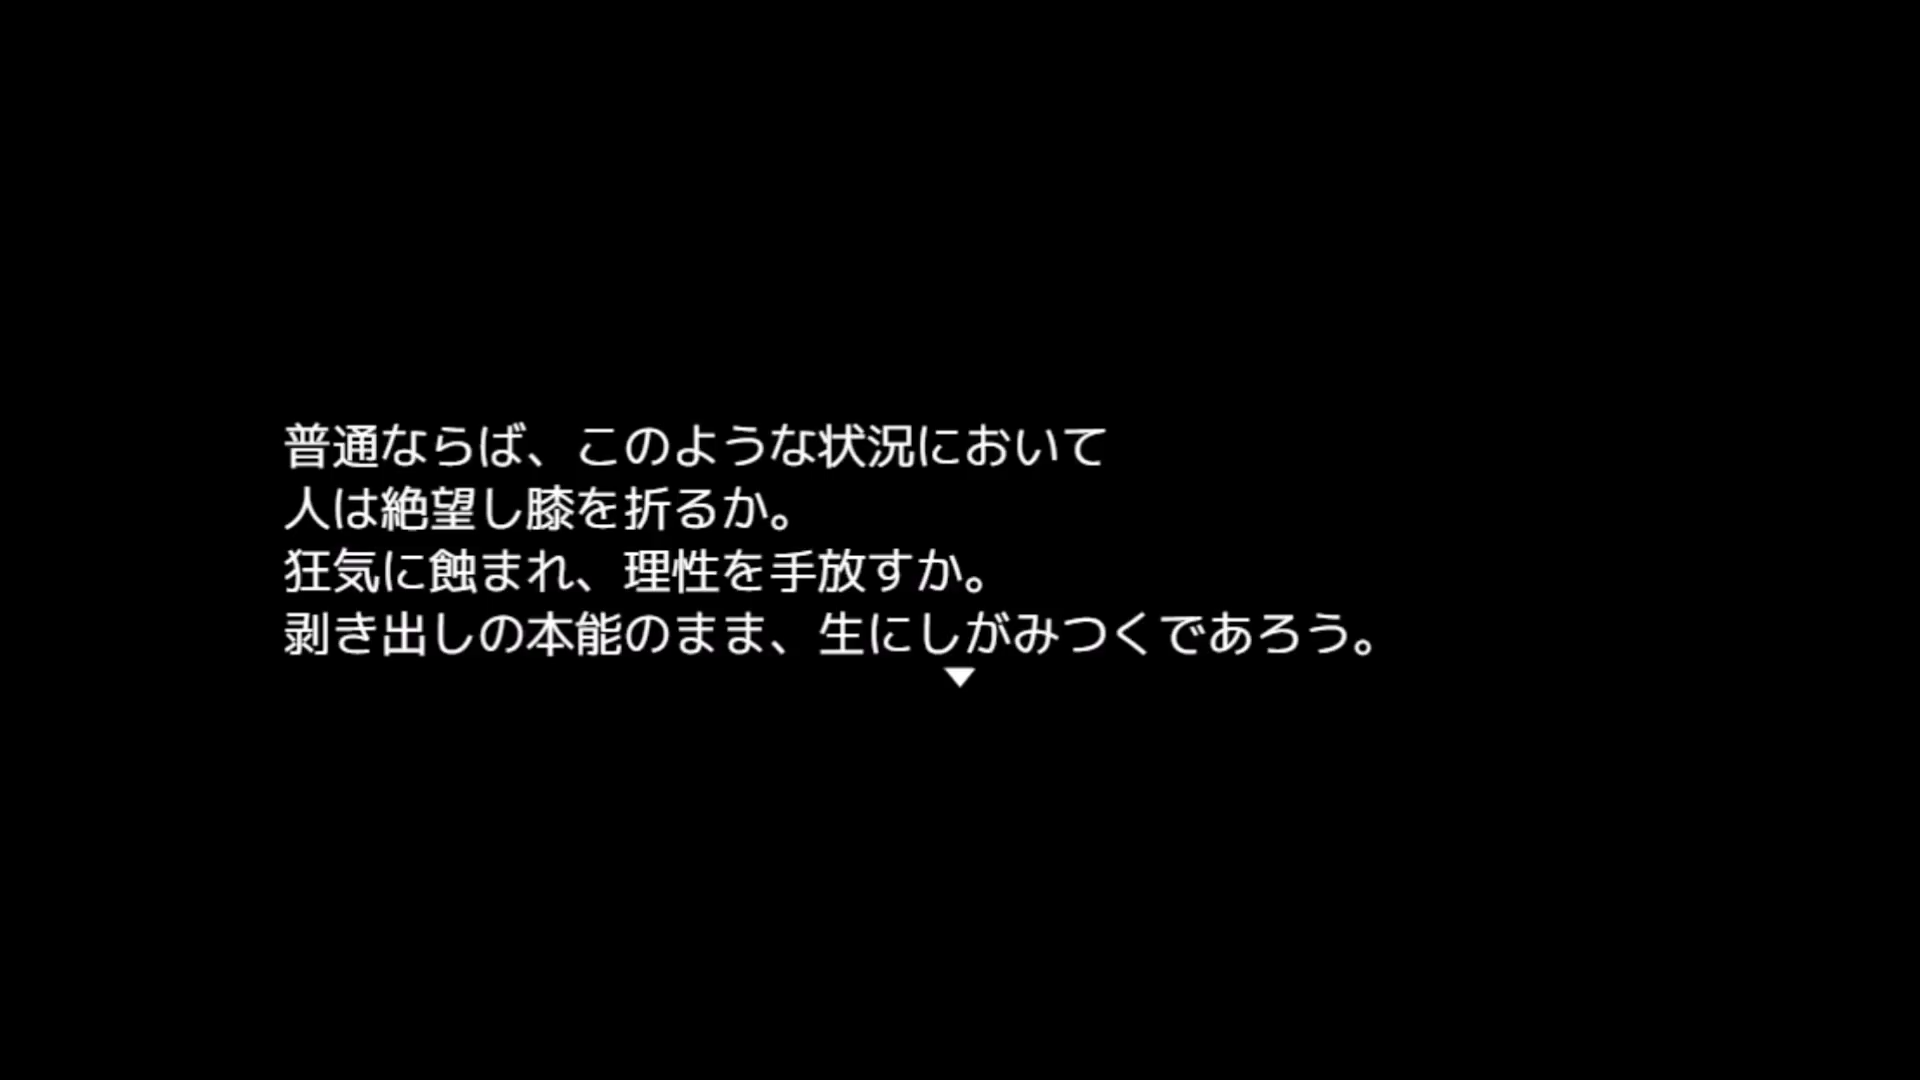 普通ならば、このような状況において
人は絶望し膝を折るか。
狂気に蝕まれ、理性を手放すか。
剥き出しの本能のまま、生にしがみつくであろう。